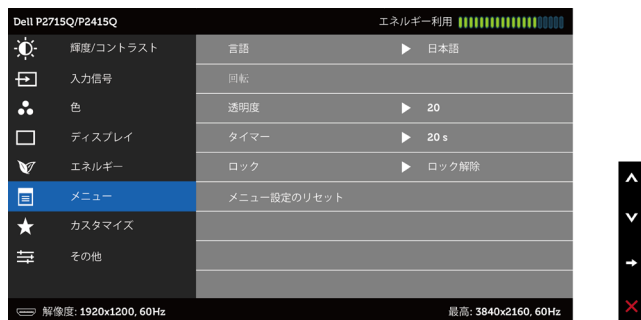 Dell P2715Q/P2415Q エネルギー利用
輝度/コントラスト 言語 日本語
入力信号 回転
色 透明度 20
ディスプレイ タイマー 20 s
エネルギー ロック ロック解除
メニュー メニュー設定のリセット
カスタマイズ
その他
解像度: 1920x1200, 60Hz 最高: 3840x2160, 60Hz